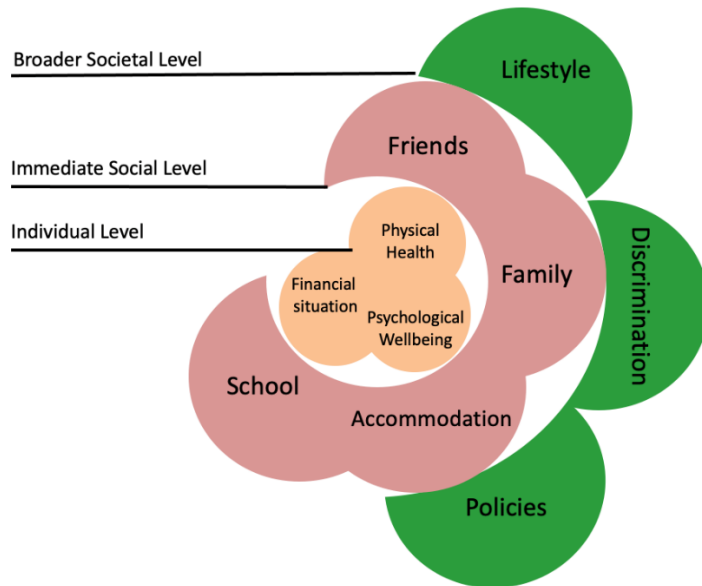 Broader Societal Level
Lifestyle
Friends
Immediate Social Level
Individual Level
Physical
Health
Family
Discrimination
Financial
situation
Psychological
Wellbeing
School
Accommodation
Policies